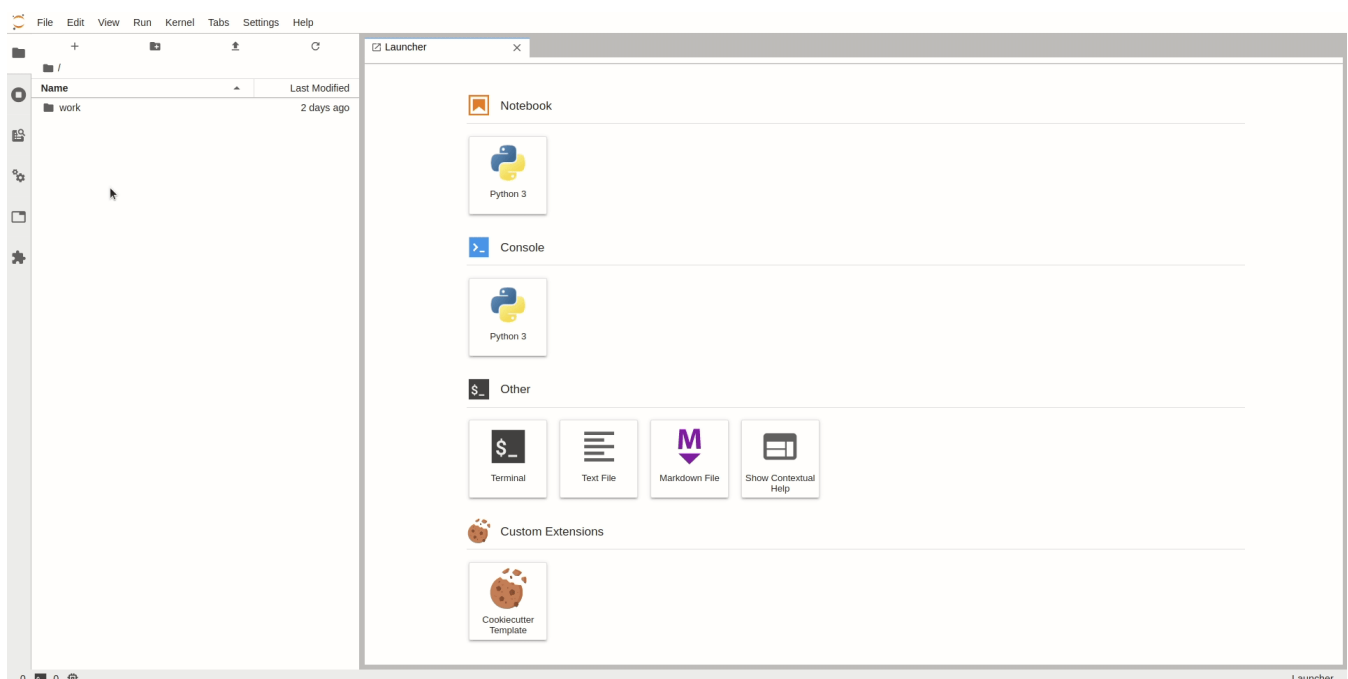 File Edit View Run Kernel Tabs Settings Help
Launcher
/
Name Last Modified
work 2 days ago
Notebook
Python 3
Console
Python 3
$_ Other
$_
Terminal Text File Markdown File Show Contextual
Help
Custom Extensions
Cookiecutter
Template
0 $_ 0 Launcher